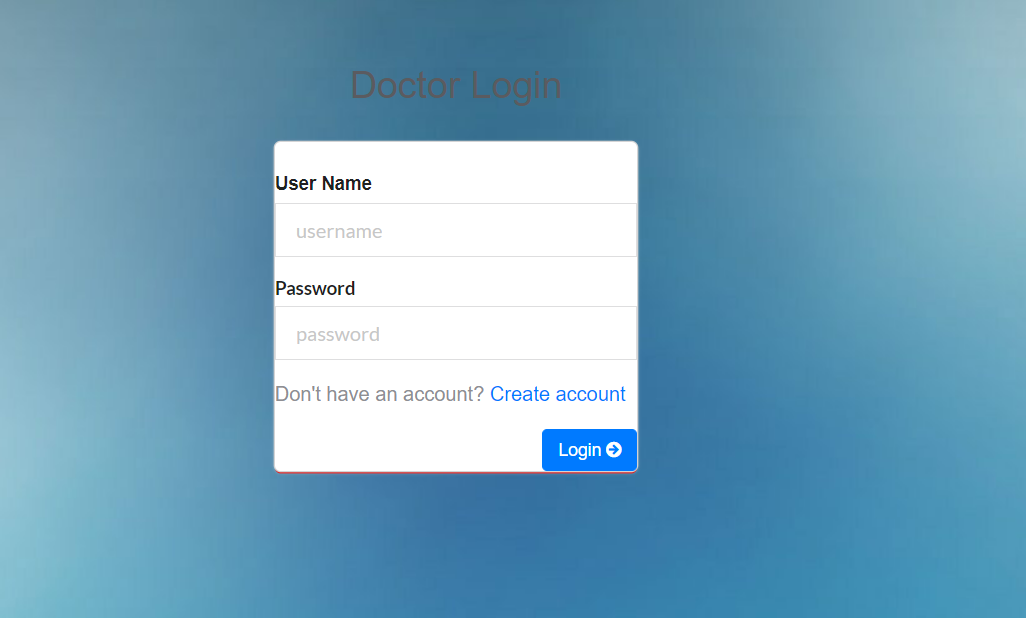 Doctor Login
User Name
username
Password
password
Don't have an account? Create account
Login